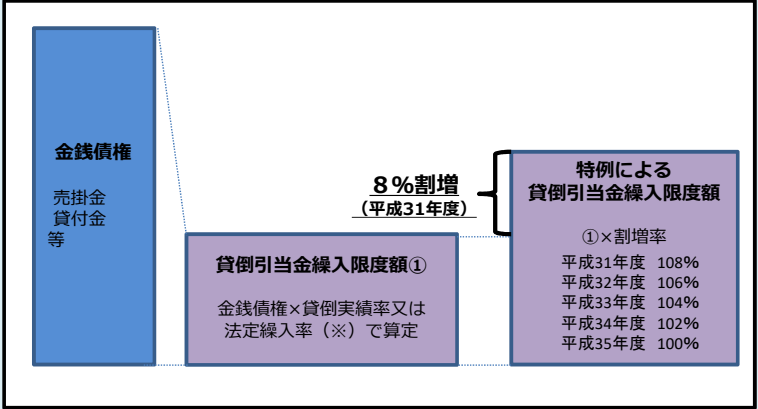 金銭債権
売掛金
貸付金
等
貸倒引当金繰入限度額①
金銭債権×貸倒実績率又は
法定繰入率（※）で算定
８%割増
（平成31年度）
特例による
貸倒引当金繰入限度額
①×割増率
平成31年度 108%
平成32年度 106%
平成33年度 104%
平成34年度 102%
平成35年度 100%